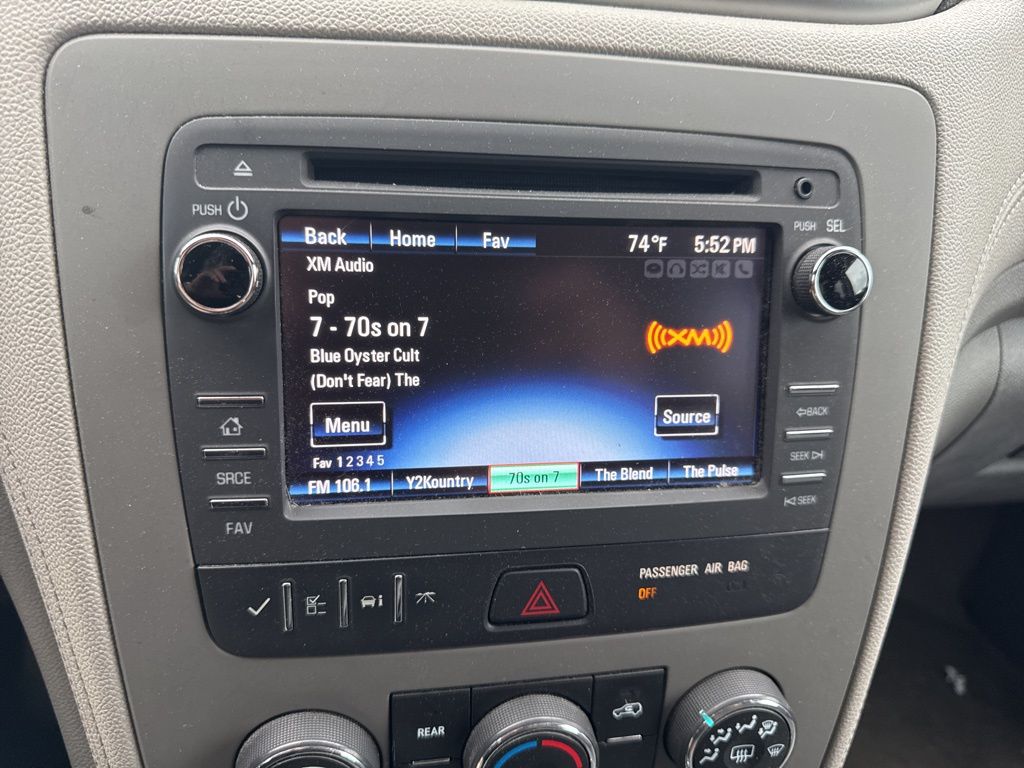 PUSH
PUSH SEL
Back Home Fav 74°F 5:52 PM
XM Audio
Pop
7 - 70s on 7
XM
Blue Oyster Cult
(Don't Fear) The
Menu
Source
BACK
Fav 1 2 3 4 5
SEEK
FM 106.1 Y2Kountry 70s on 7 The Blend The Pulse
SRCE
SEEK
FAV
PASSENGER AIR BAG
OFF
REAR